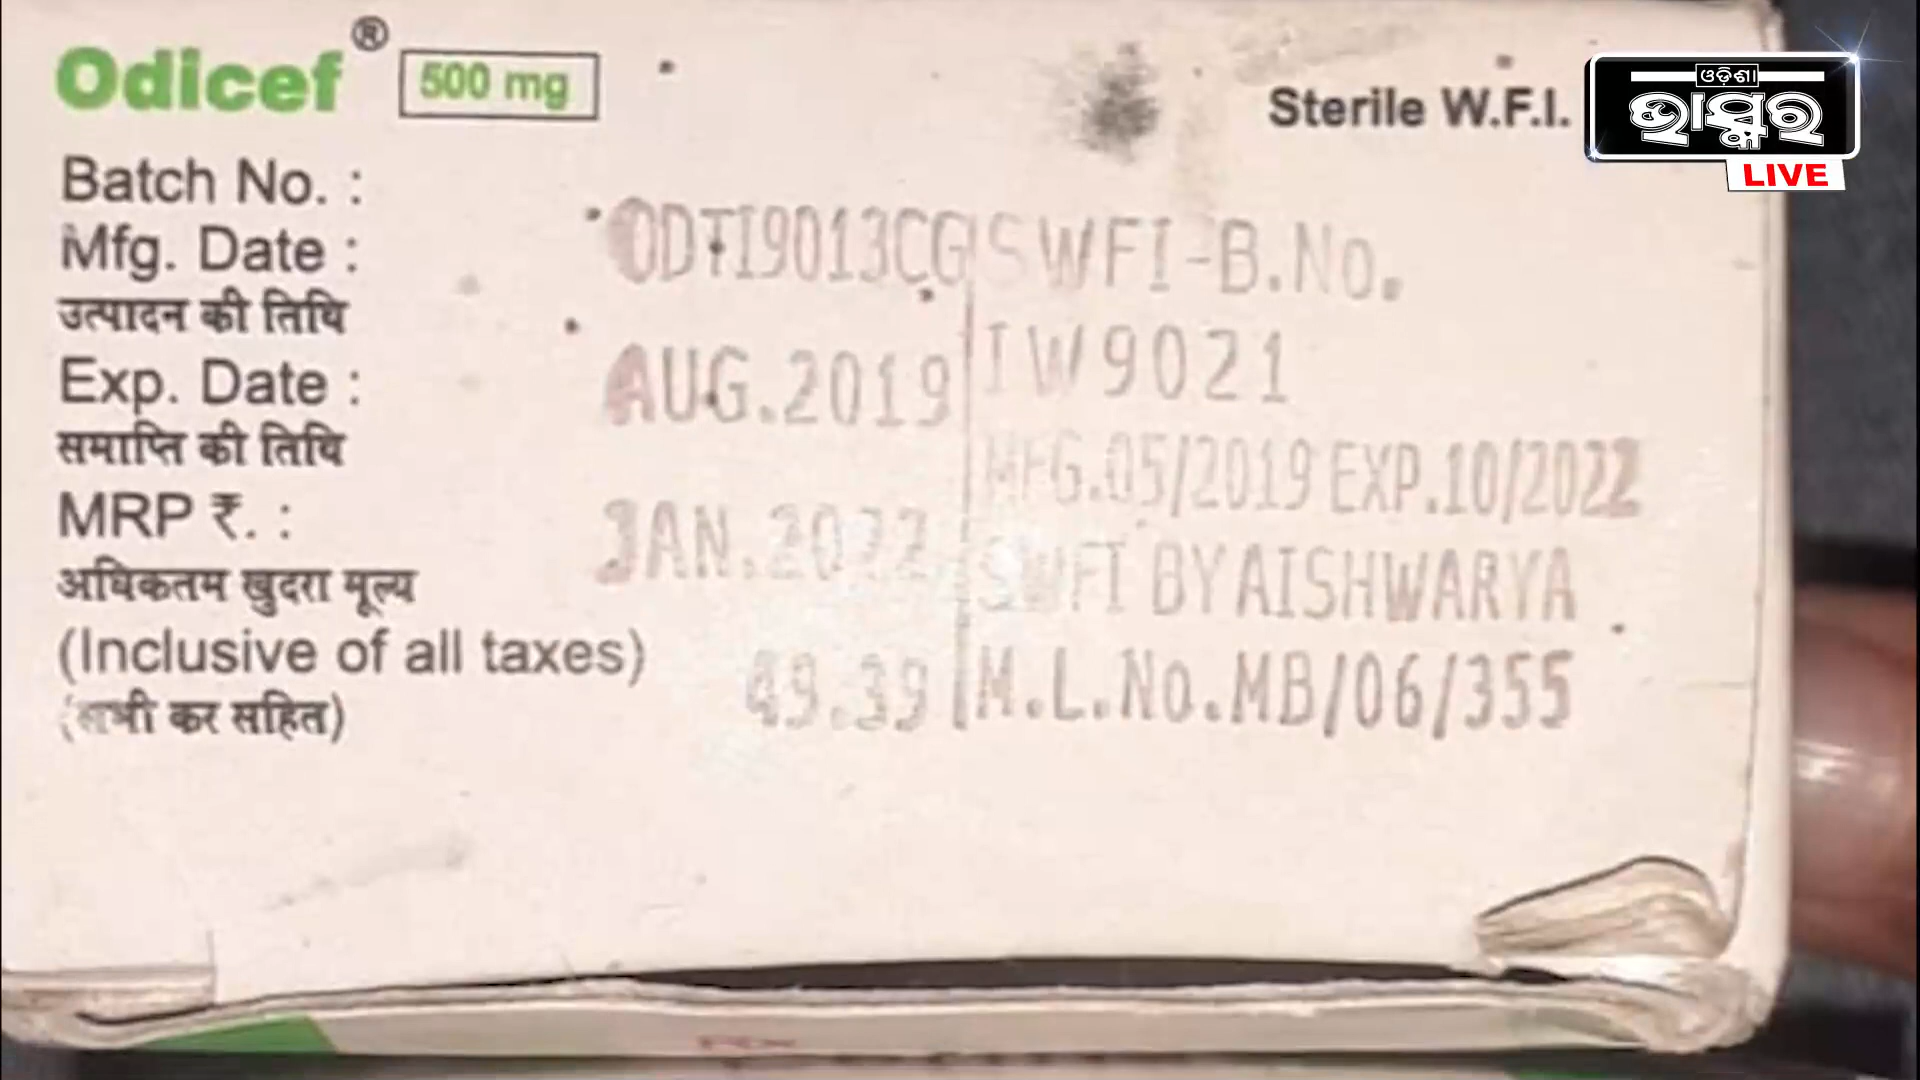 Odicef® 500 mg
Sterile W.F.I.
ଓଡ଼ିଶା
ଭାସ୍କର
LIVE
Batch No. :
Mfg. Date :
उत्पादन की तिथि
Exp. Date :
समाप्ति की तिथि
MRP ₹. :
अधिकतम खुदरा मूल्य
(Inclusive of all taxes)
(सभी कर सहित)
ODTI9013CG
AUG.2019
JAN.2022
49.39
SWFI-B.No.
IW9021
MFG.05/2019 EXP.10/2022
SWFI BY AISHWARYA
M.L.No.MB/06/355